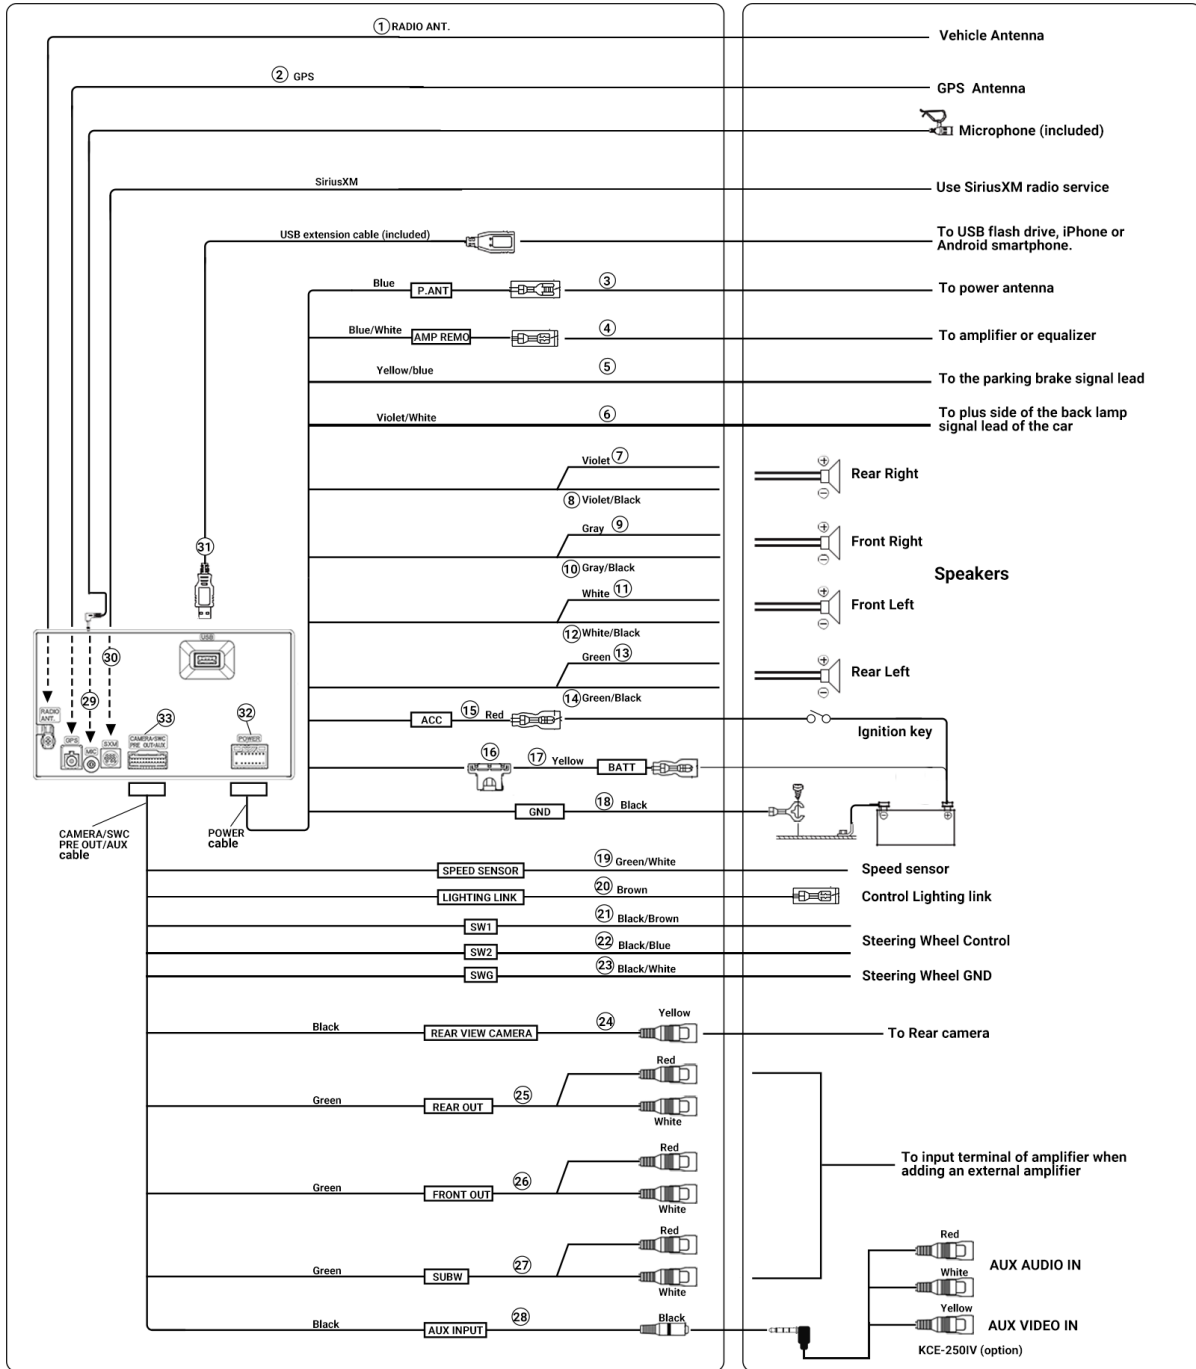 ① RADIO ANT.
Vehicle Antenna
② GPS
GPS Antenna
Microphone (included)
SiriusXM
Use SiriusXM radio service
USB extension cable (included)
To USB flash drive, iPhone or
Android smartphone.
Blue
P.ANT
③
To power antenna
Blue/White
AMP REMO
④
To amplifier or equalizer
Yellow/blue
⑤
To the parking brake signal lead
Violet/White
⑥
To plus side of the back lamp
signal lead of the car
Violet ⑦
⑧ Violet/Black
Rear Right
Gray ⑨
⑩ Gray/Black
Front Right
Speakers
White ⑪
⑫ White/Black
Front Left
Green ⑬
⑭ Green/Black
Rear Left
㉛
USB
㉚
㉙
RADIO
ANT.
GPS
MIC
SXM
㉝
CAMERA/SWC
PRE OUT•AUX
㉜
POWER
ACC
⑮ Red
Ignition key
⑯
⑰ Yellow
BATT
GND
⑱ Black
CAMERA/SWC
PRE OUT/AUX
cable
POWER
cable
SPEED SENSOR
⑲ Green/White
Speed sensor
LIGHTING LINK
⑳ Brown
Control Lighting link
SW1
㉑ Black/Brown
Steering Wheel Control
SW2
㉒ Black/Blue
SWG
㉓ Black/White
Steering Wheel GND
Black
REAR VIEW CAMERA
㉔
Yellow
To Rear camera
Green
REAR OUT
㉕
Red
White
Green
FRONT OUT
㉖
Red
White
To input terminal of amplifier when
adding an external amplifier
Green
SUBW
㉗
Red
White
Black
AUX INPUT
㉘
Black
Red
White
AUX AUDIO IN
Yellow
AUX VIDEO IN
KCE-250IV (option)